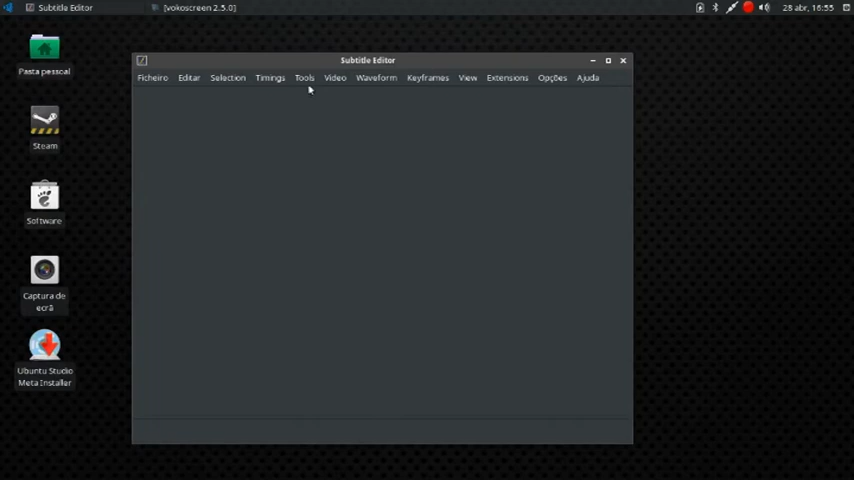 Subtitle Editor
[vokoscreen 2.5.0]
28 abr, 16:55
Pasta pessoal
Steam
Software
Captura de
ecrã
Ubuntu Studio
Meta Installer
Subtitle Editor
Ficheiro Editar Selection Timings Tools Video Waveform Keyframes View Extensions Opções Ajuda